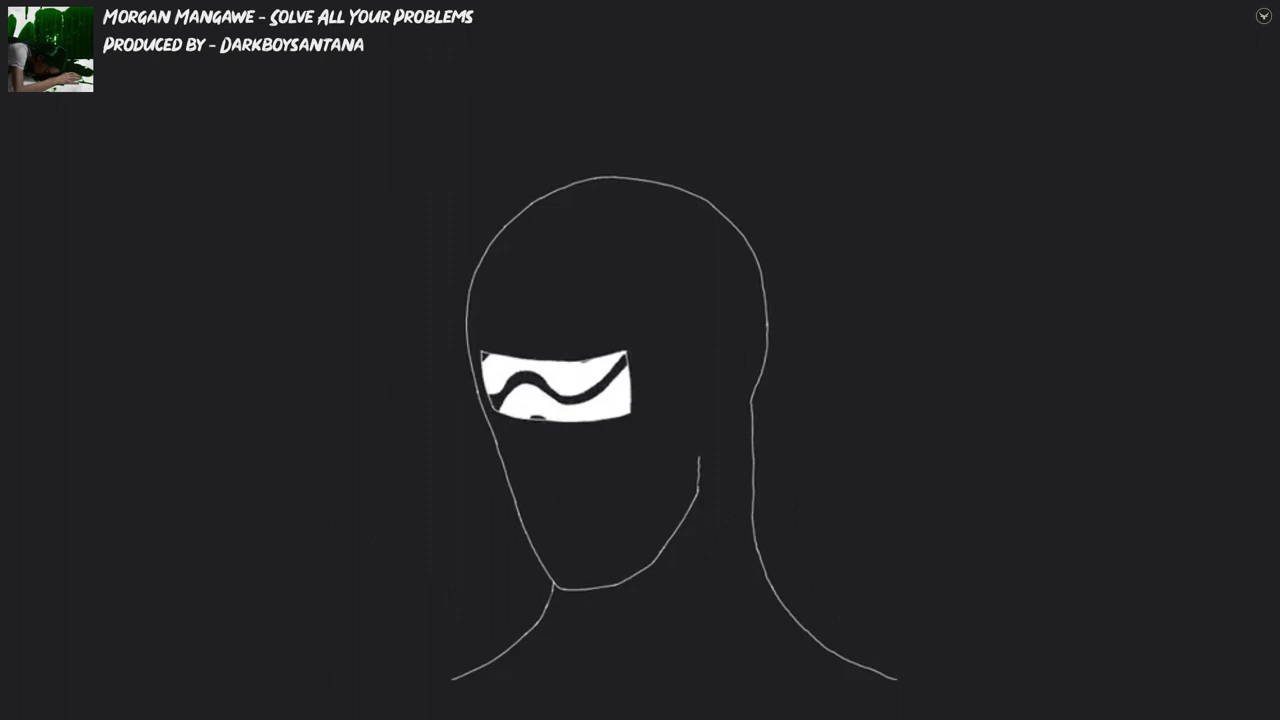 Morgan Mangawe - Solve All Your Problems
Produced by - Darkboysantana